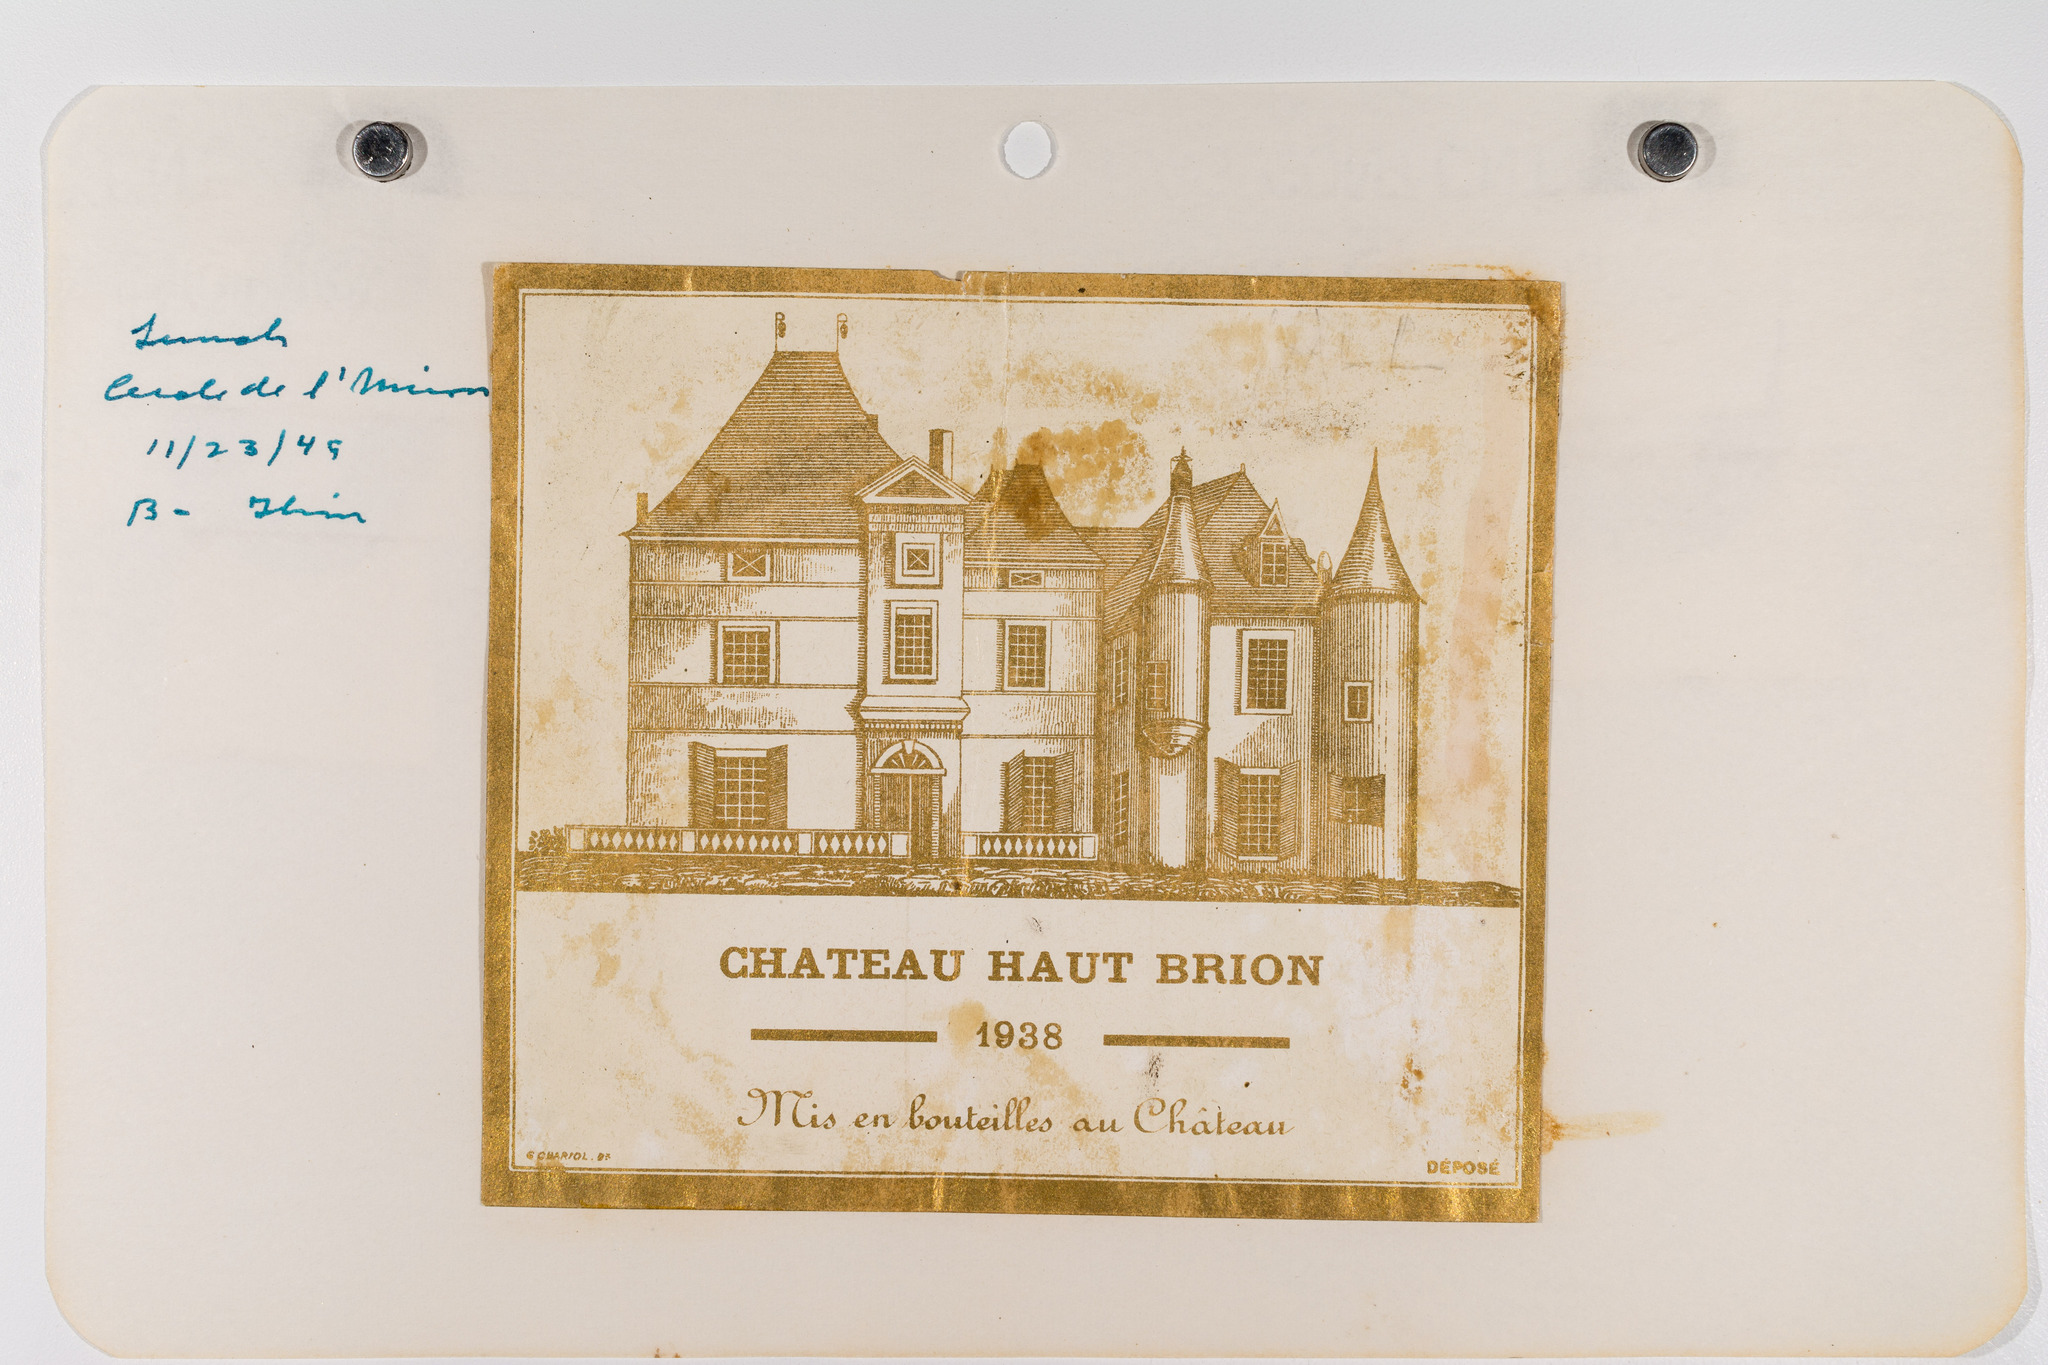 Lunch
Cercle de l'Union
11/23/49
B - Thin
CHATEAU HAUT BRION
1938
Mis en bouteilles au Château
G CHARIOL.
DÉPOSÉ